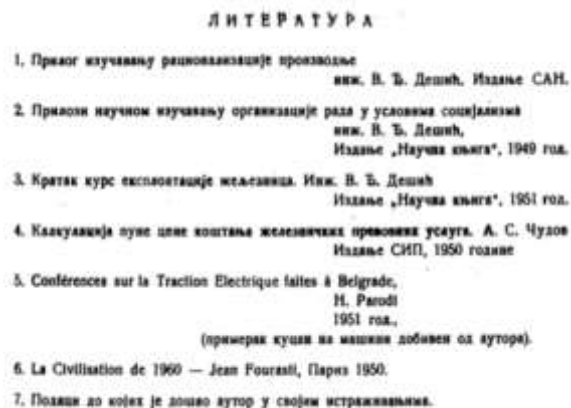 ЛИТЕРАТУРА
1. Прилог изучавању рационализације производње
инж. В. Ђ. Дешић, Издање САН.
2. Прилози научном изучавању организације рада у условима социјализма
инж. В. Ђ. Дешић,
Издање „Научна књига", 1949 год.
3. Кратак курс експлоатације железница. Инж. В. Ђ. Дешић
Издање „Научна књига", 1951 год.
4. Калкулација пуне цене коштања железничких превозних услуга. А. С. Чудов
Издање СИП, 1950 године
5. Conférences sur la Traction Electrique faites à Belgrade,
H. Parodi
1951 год.,
(примерак куцан на машини добивен од аутора).
6. La Civilisation de 1960 — Jean Fourasti, Париз 1950.
7. Подаци до којих је дошао аутор у својим истраживањима.